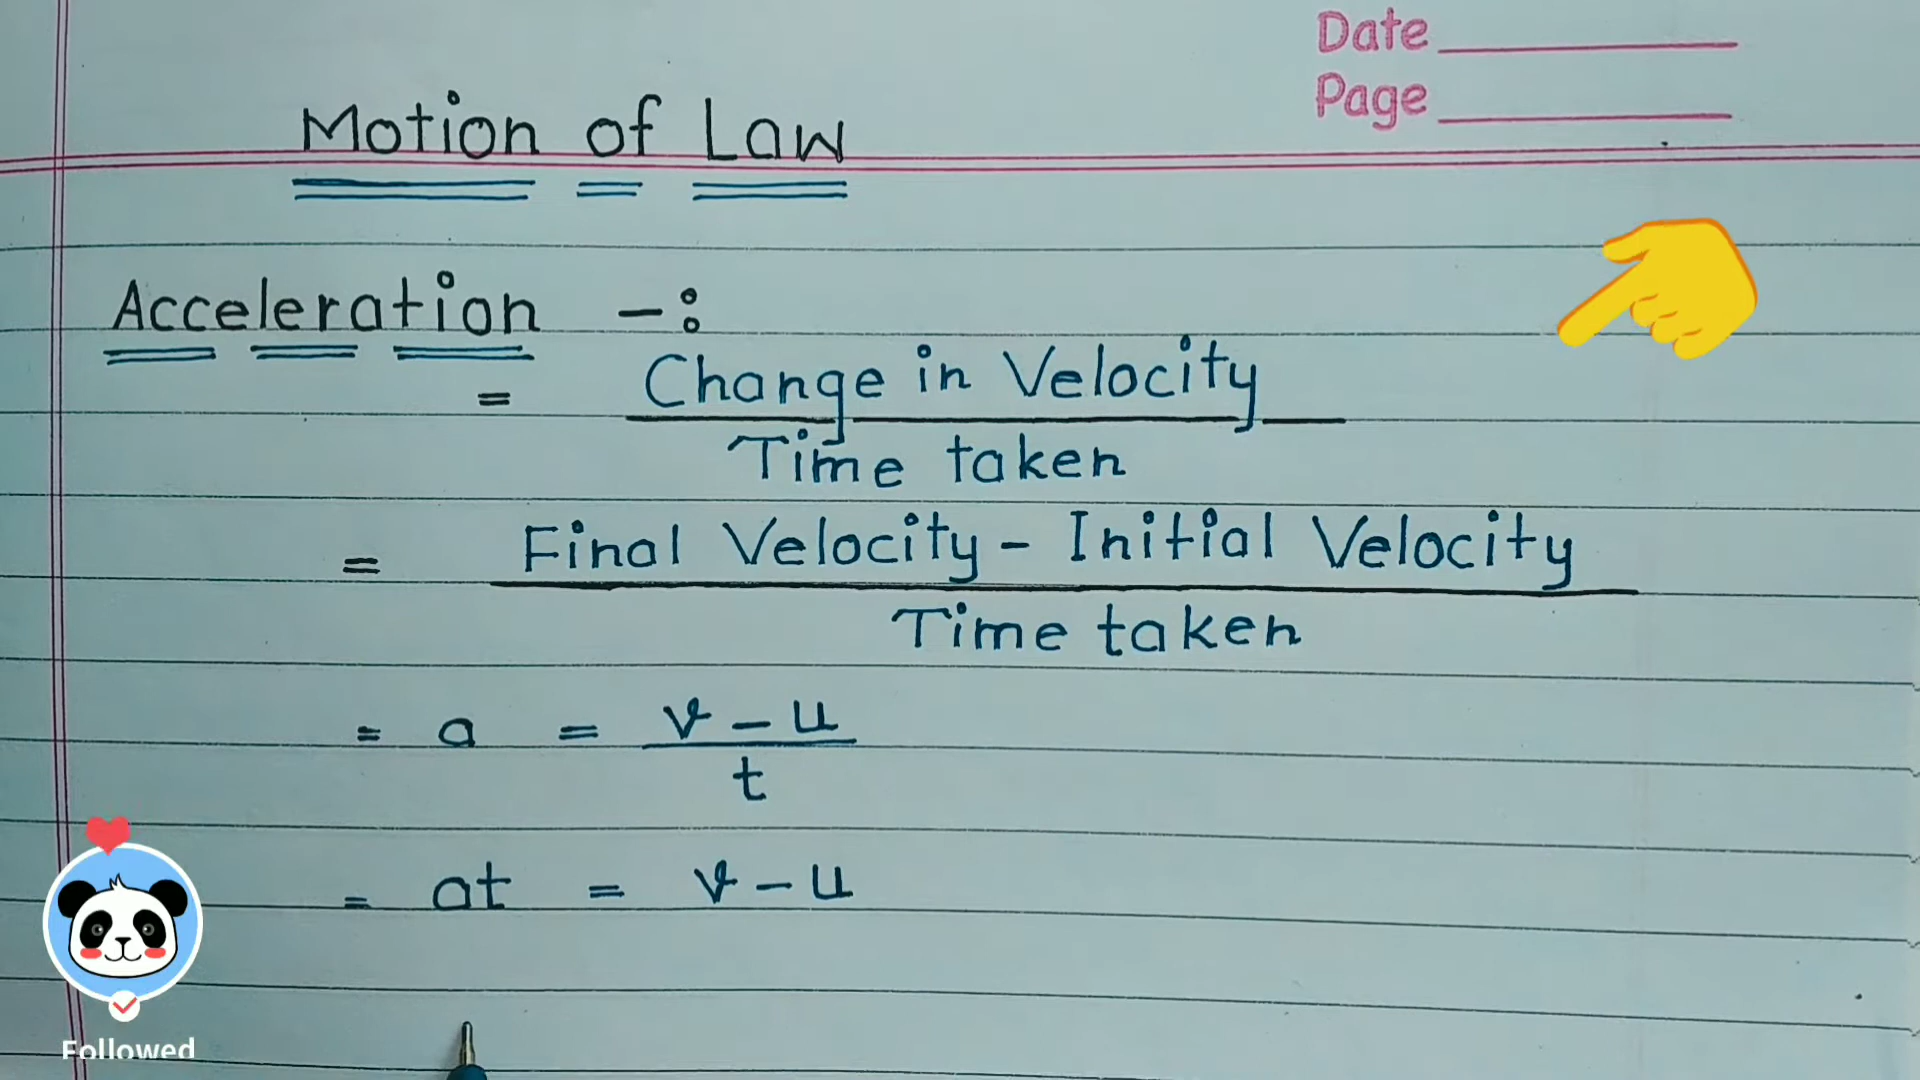 Date
Page
Motion of Law
Acceleration -:
= Change in Velocity
Time taken
= Final Velocity - Initial Velocity
Time taken
= a = v - u
t
= at = v - u
Followed